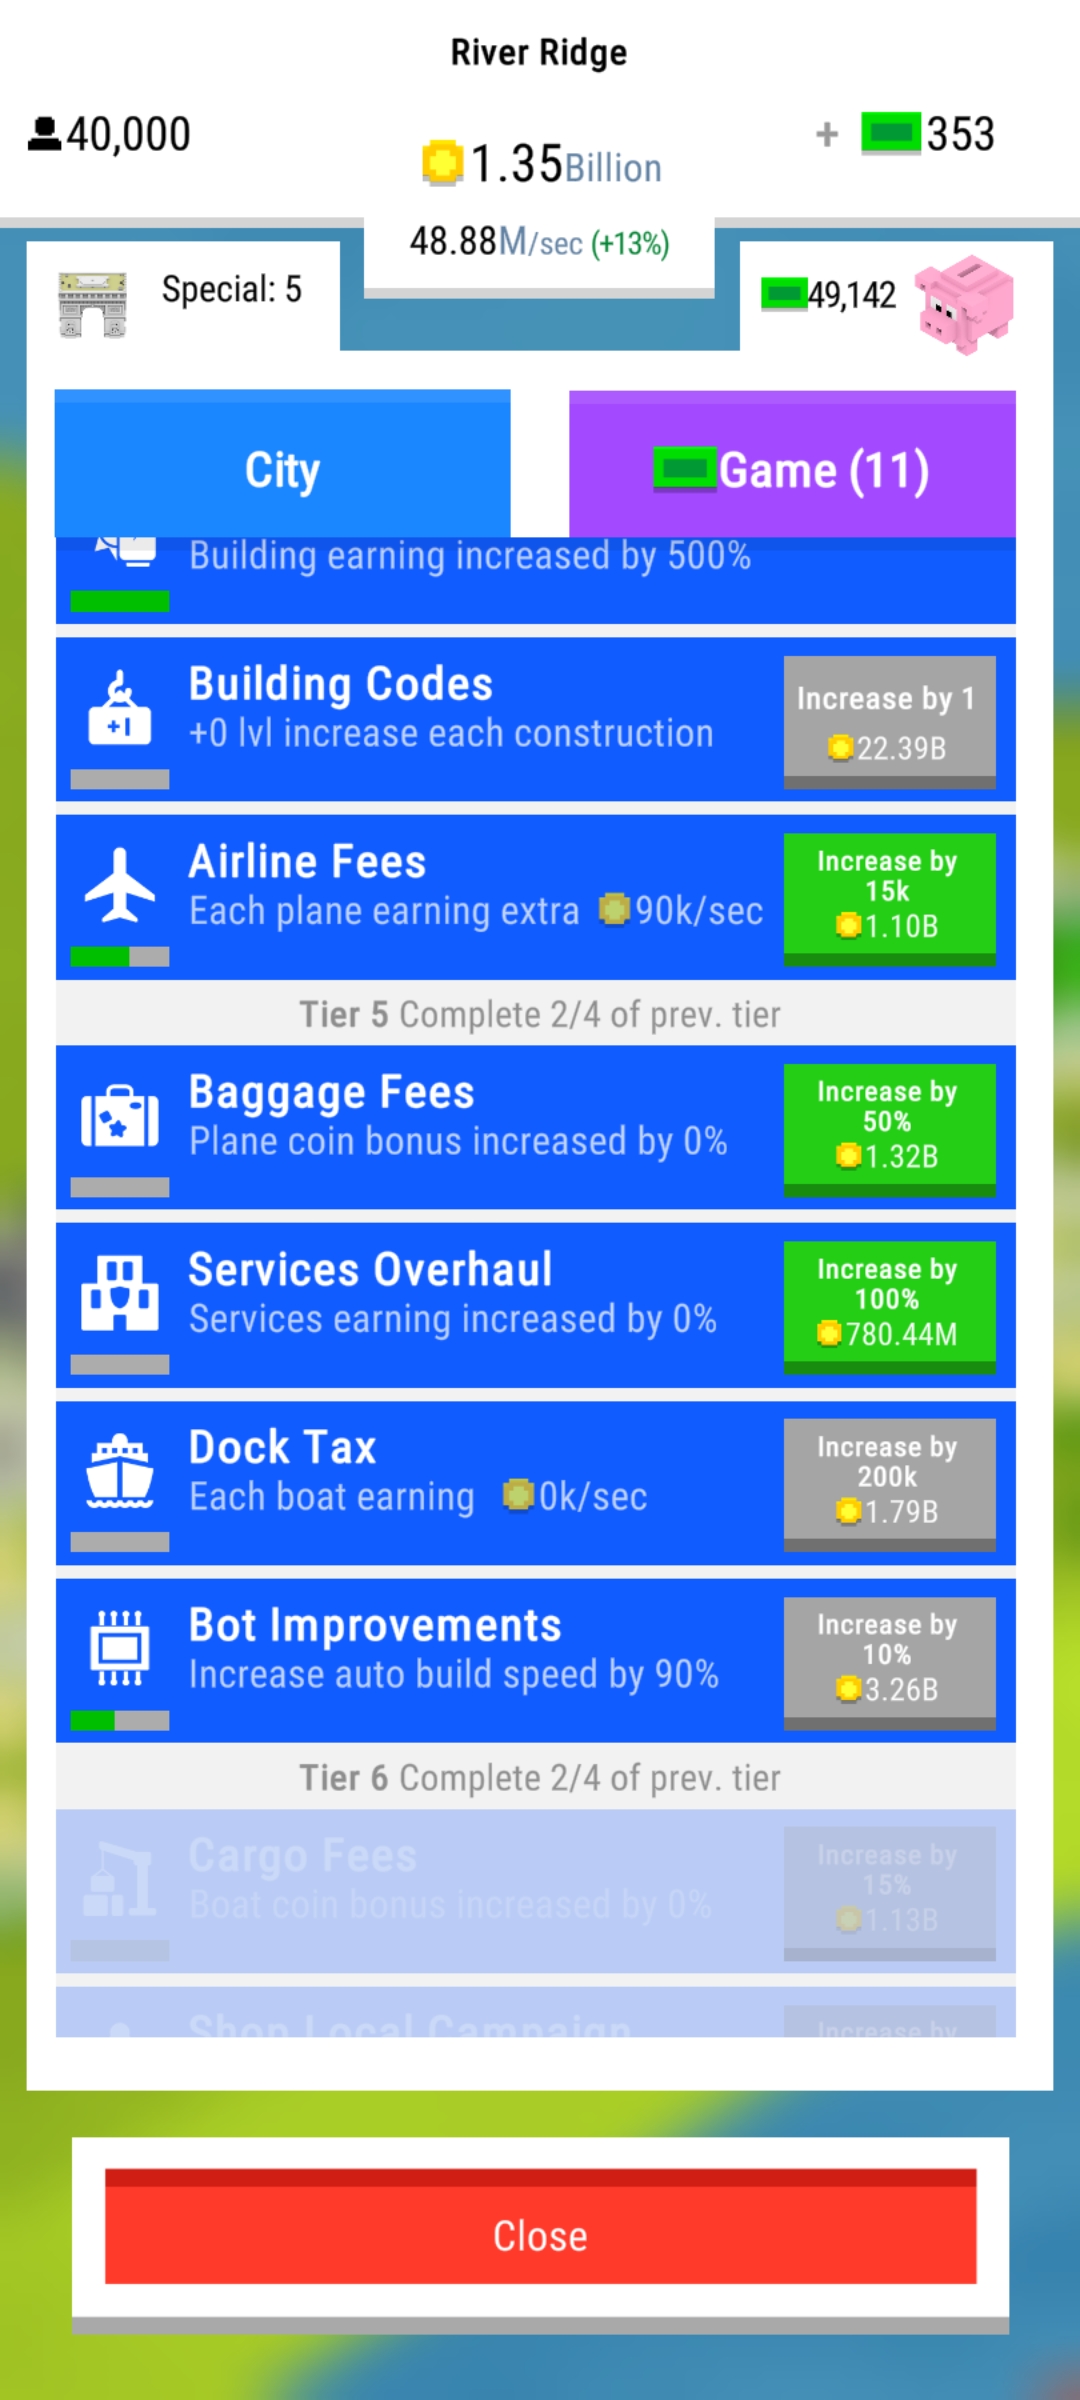 River Ridge
40,000
1.35Billion
+ 353
48.88M/sec (+13%)
Special: 5
49,142
City
Game (11)
Building earning increased by 500%
Building Codes
+0 lvl increase each construction
+1
Increase by 1
22.39B
Airline Fees
Each plane earning extra 90k/sec
Increase by
15k
1.10B
Tier 5 Complete 2/4 of prev. tier
Baggage Fees
Plane coin bonus increased by 0%
Increase by
50%
1.32B
Services Overhaul
Services earning increased by 0%
Increase by
100%
780.44M
Dock Tax
Each boat earning 0k/sec
Increase by
200k
1.79B
Bot Improvements
Increase auto build speed by 90%
Increase by
10%
3.26B
Tier 6 Complete 2/4 of prev. tier
Cargo Fees
Boat coin bonus increased by 0%
Increase by
15%
1.13B
Shop Local Campaign
Increase by
Close